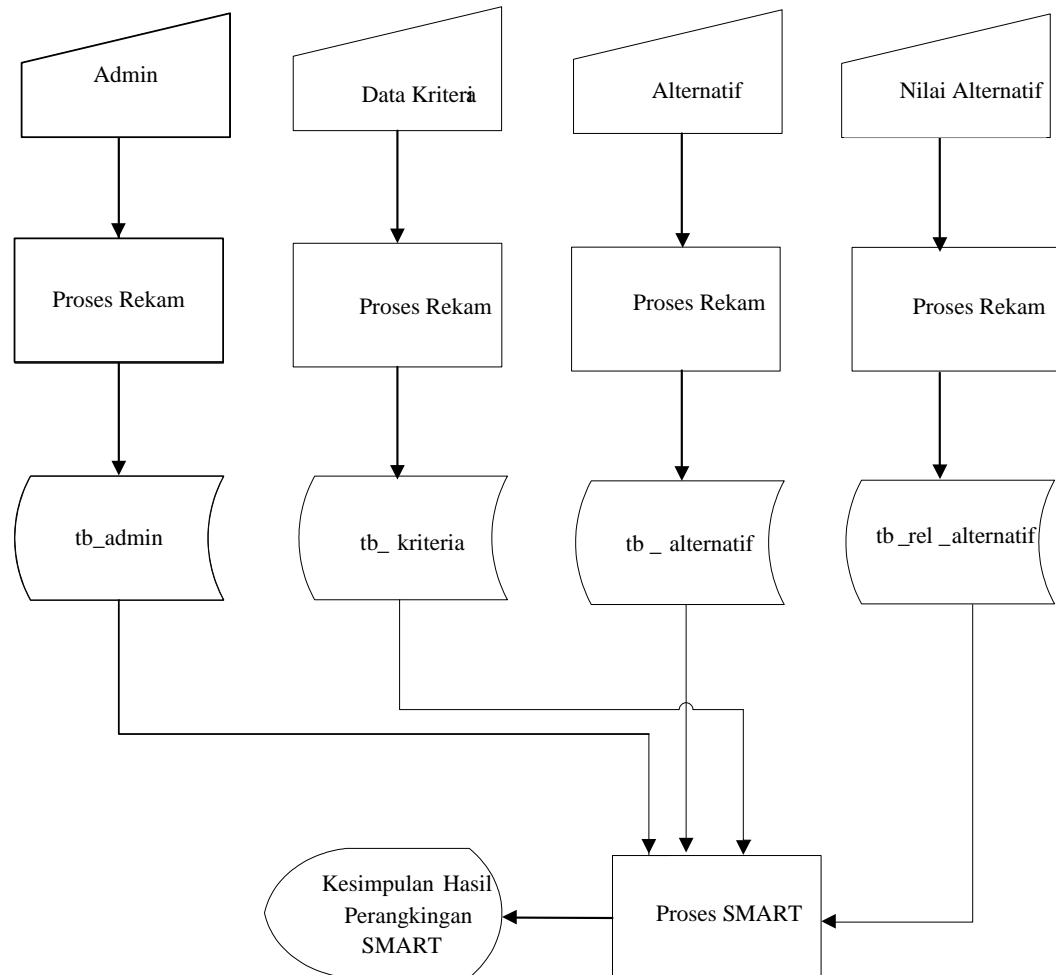 Admin
Data Kriteria
Alternatif
Nilai Alternatif
Proses Rekam
Proses Rekam
Proses Rekam
Proses Rekam
tb_admin
tb_ kriteria
tb _ alternatif
tb _rel _alternatif
Kesimpulan Hasil
Perangkingan
SMART
Proses SMART